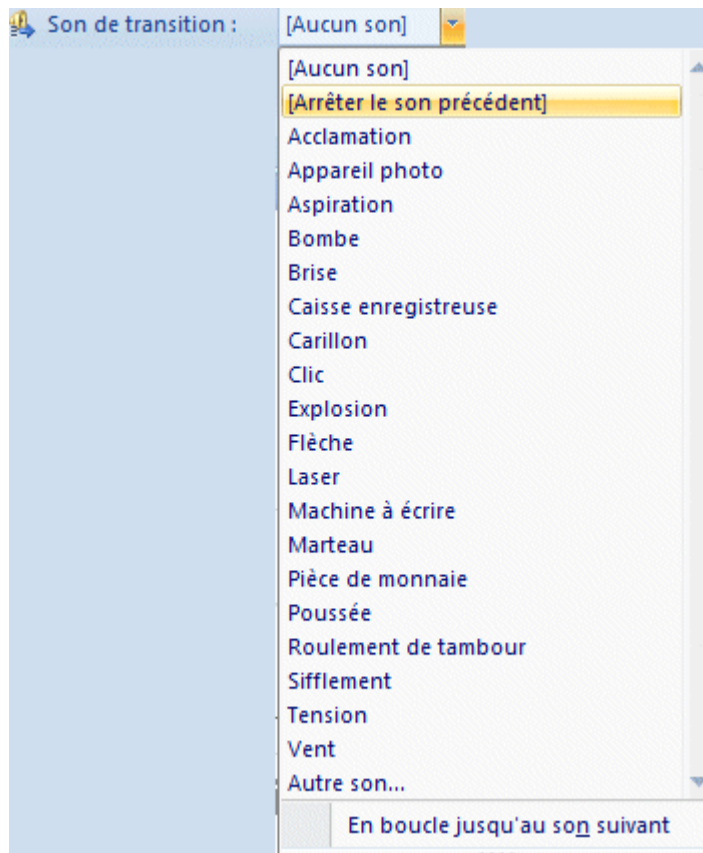 Son de transition : [Aucun son]
[Aucun son]
[Arrêter le son précédent]
Acclamation
Appareil photo
Aspiration
Bombe
Brise
Caisse enregistreuse
Carillon
Clic
Explosion
Flèche
Laser
Machine à écrire
Marteau
Pièce de monnaie
Poussée
Roulement de tambour
Sifflement
Tension
Vent
Autre son...
En boucle jusqu'au son suivant